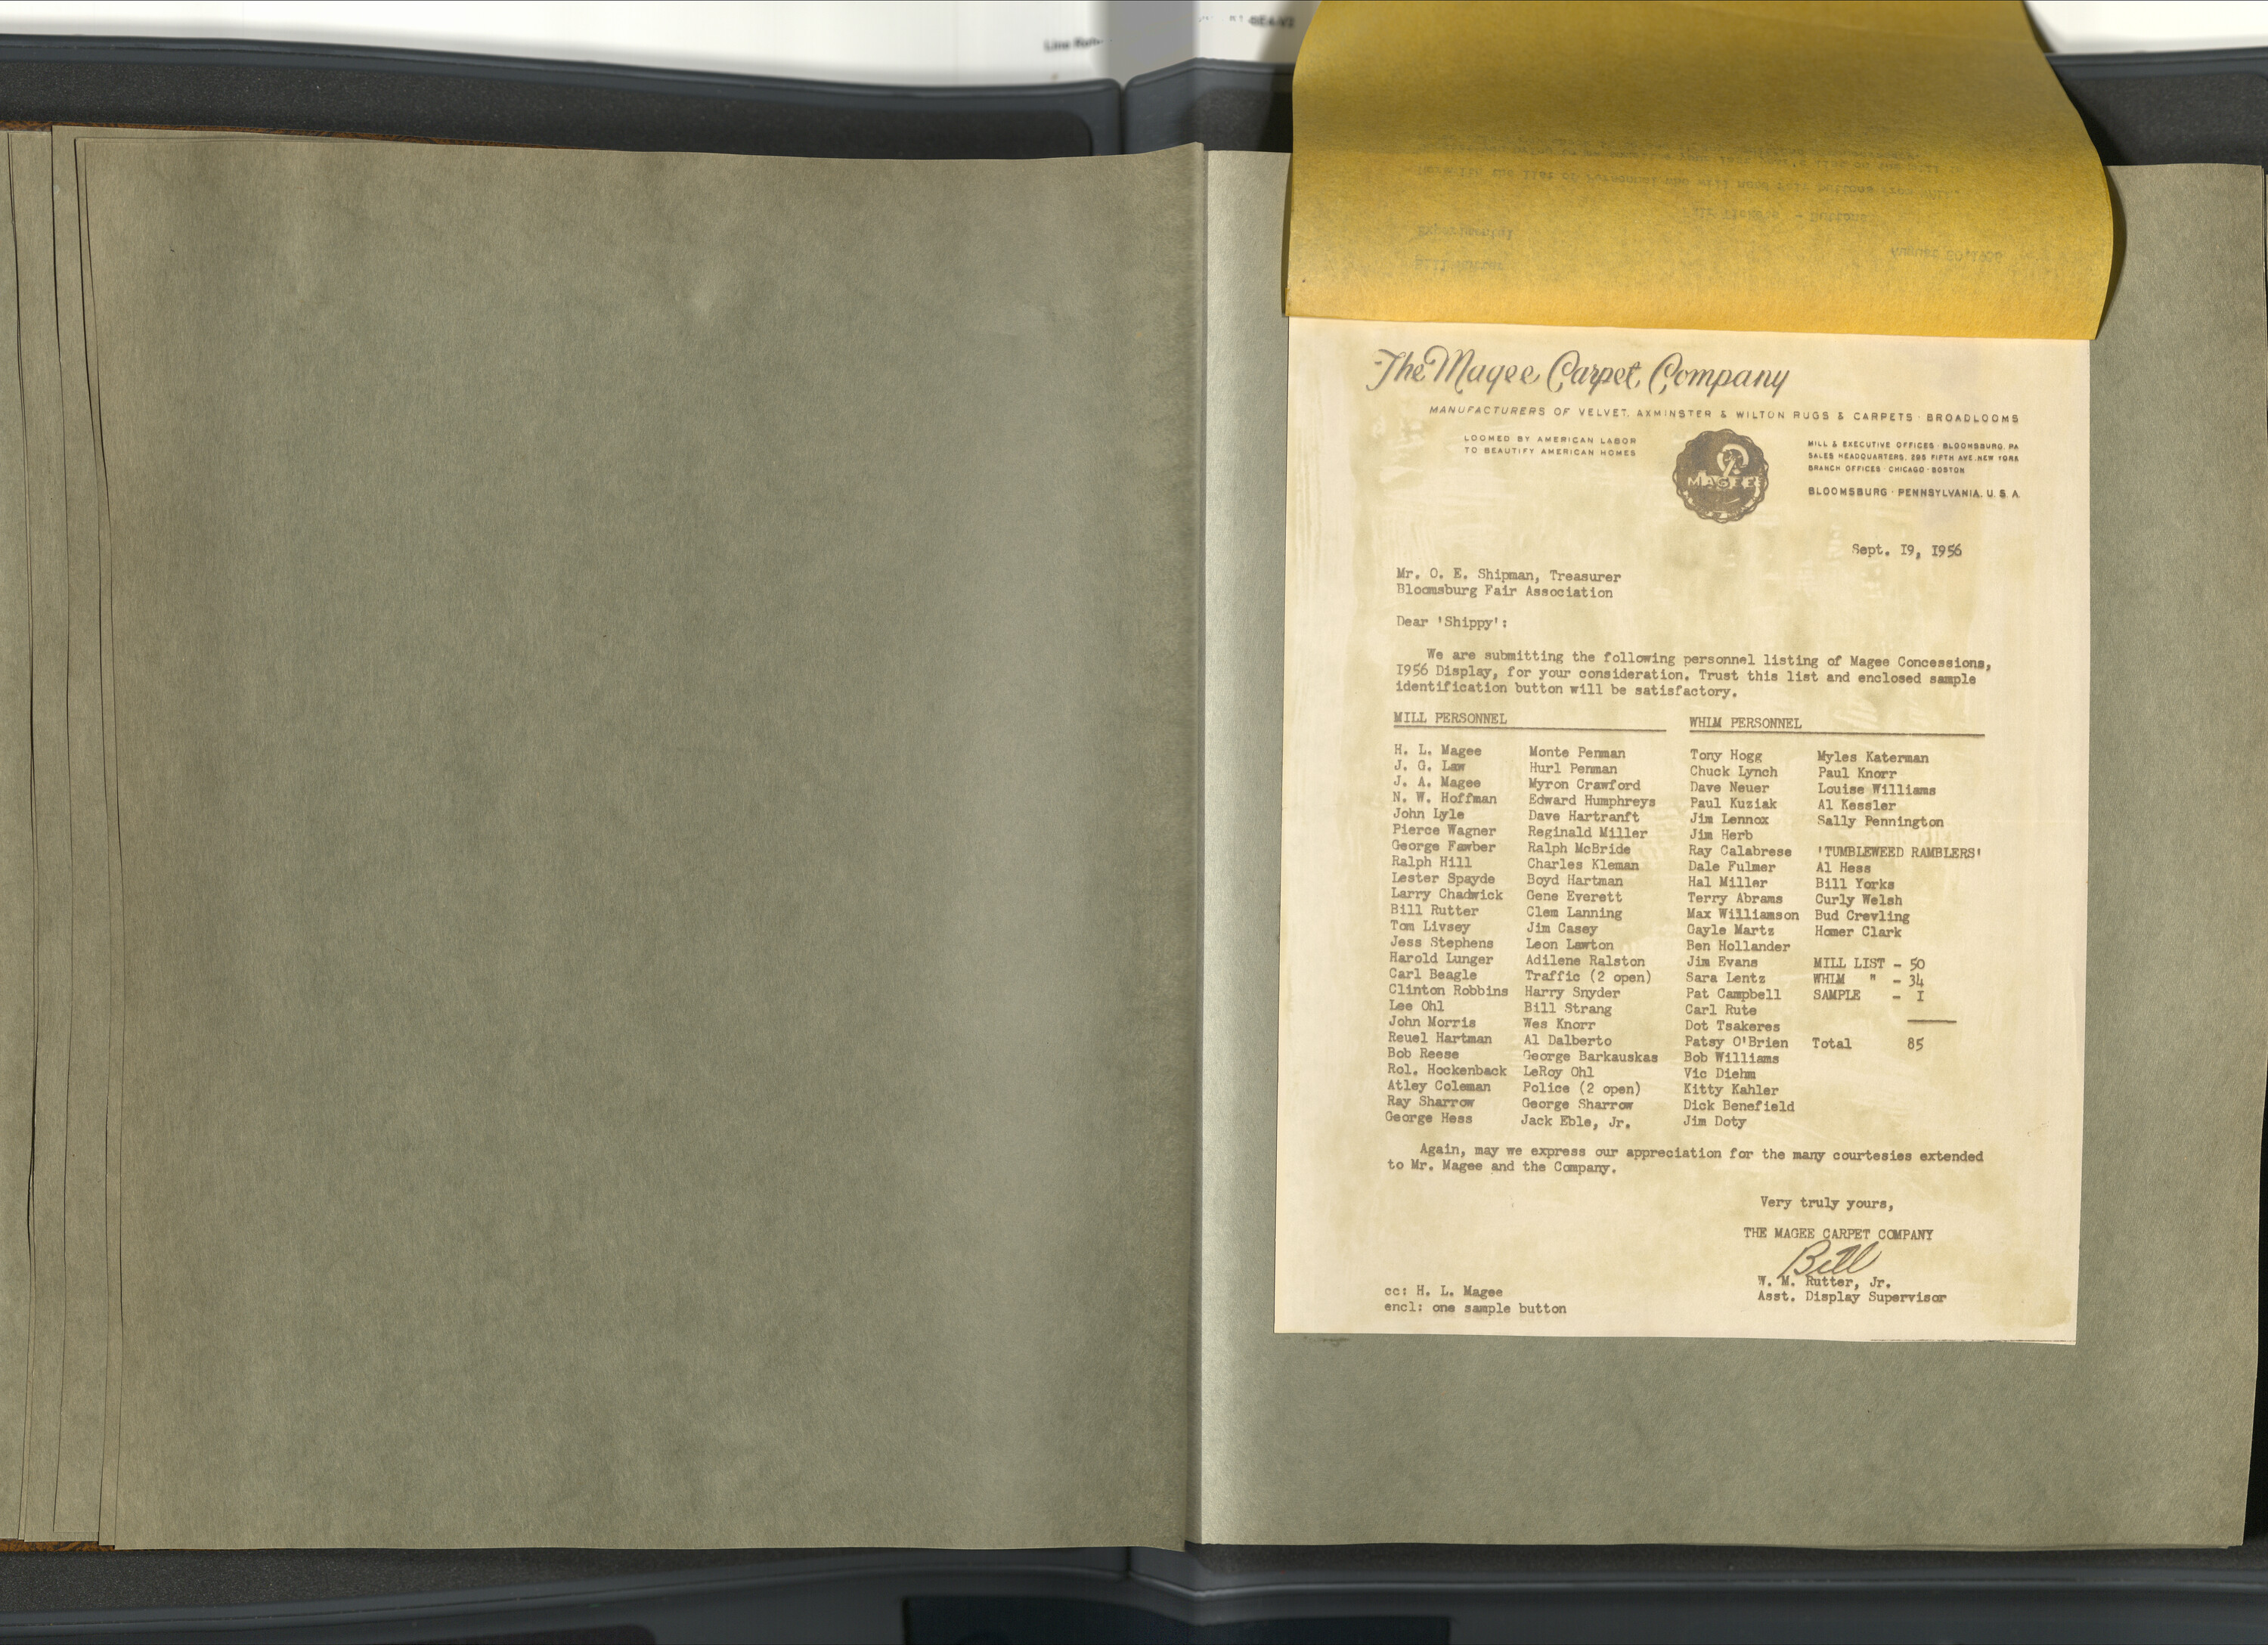 The Magee Carpet Company
MANUFACTURERS OF VELVET, AXMINSTER & WILTON RUGS & CARPETS · BROADLOOMS
LOOMED BY AMERICAN LABOR
TO BEAUTIFY AMERICAN HOMES
MAGEE
MILL & EXECUTIVE OFFICES · BLOOMSBURG, PA
SALES HEADQUARTERS, 295 FIFTH AVE. NEW YORK
BRANCH OFFICES · CHICAGO · BOSTON
BLOOMSBURG · PENNSYLVANIA, U. S. A.
Sept. 19, 1956
Mr. O. E. Shipman, Treasurer
Bloomsburg Fair Association
Dear 'Shippy':
We are submitting the following personnel listing of Magee Concessions,
1956 Display, for your consideration. Trust this list and enclosed sample
identification button will be satisfactory.
MILL PERSONNEL
H. L. Magee
J. G. Law
J. A. Magee
N. W. Hoffman
John Lyle
Pierce Wagner
George Fawber
Ralph Hill
Lester Spayde
Larry Chadwick
Bill Rutter
Tom Livsey
Jess Stephens
Harold Lunger
Carl Beagle
Clinton Robbins
Lee Ohl
John Morris
Reuel Hartman
Bob Reese
Rol. Hockenback
Atley Coleman
Ray Sharrow
George Hess
Monte Penman
Hurl Penman
Myron Crawford
Edward Humphreys
Dave Hartranft
Reginald Miller
Ralph McBride
Charles Kleman
Boyd Hartman
Gene Everett
Clem Lanning
Jim Casey
Leon Lawton
Adilene Ralston
Traffic (2 open)
Harry Snyder
Bill Strang
Wes Knorr
Al Dalberto
George Barkauskas
LeRoy Ohl
Police (2 open)
George Sharrow
Jack Eble, Jr.
WHLM PERSONNEL
Tony Hogg
Chuck Lynch
Dave Neuer
Paul Kuziak
Jim Lennox
Jim Herb
Ray Calabrese
Dale Fulmer
Hal Miller
Terry Abrams
Max Williamson
Gayle Martz
Ben Hollander
Jim Evans
Sara Lentz
Pat Campbell
Carl Rute
Dot Tsakeres
Patsy O'Brien
Bob Williams
Vic Diehm
Kitty Kahler
Dick Benefield
Jim Doty
Myles Katerman
Paul Knorr
Louise Williams
Al Kessler
Sally Pennington
'TUMBLEWEED RAMBLERS'
Al Hess
Bill Yorks
Curly Welsh
Bud Crevling
Homer Clark
MILL LIST - 50
WHLM " - 34
SAMPLE - 1
Total 85
Again, may we express our appreciation for the many courtesies extended
to Mr. Magee and the Company.
Very truly yours,
THE MAGEE CARPET COMPANY
Bill
W. M. Rutter, Jr.
Asst. Display Supervisor
cc: H. L. Magee
encl: one sample button